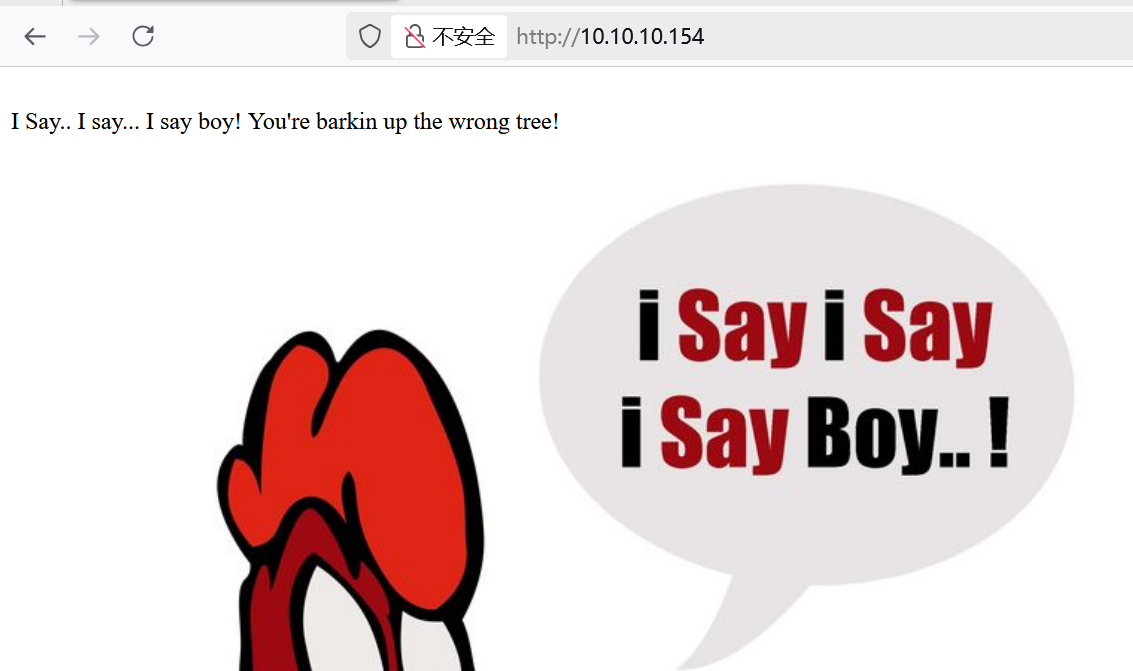 不安全 http://10.10.10.154
I Say.. I say... I say boy! You're barkin up the wrong tree!
i Say i Say
i Say Boy.. !